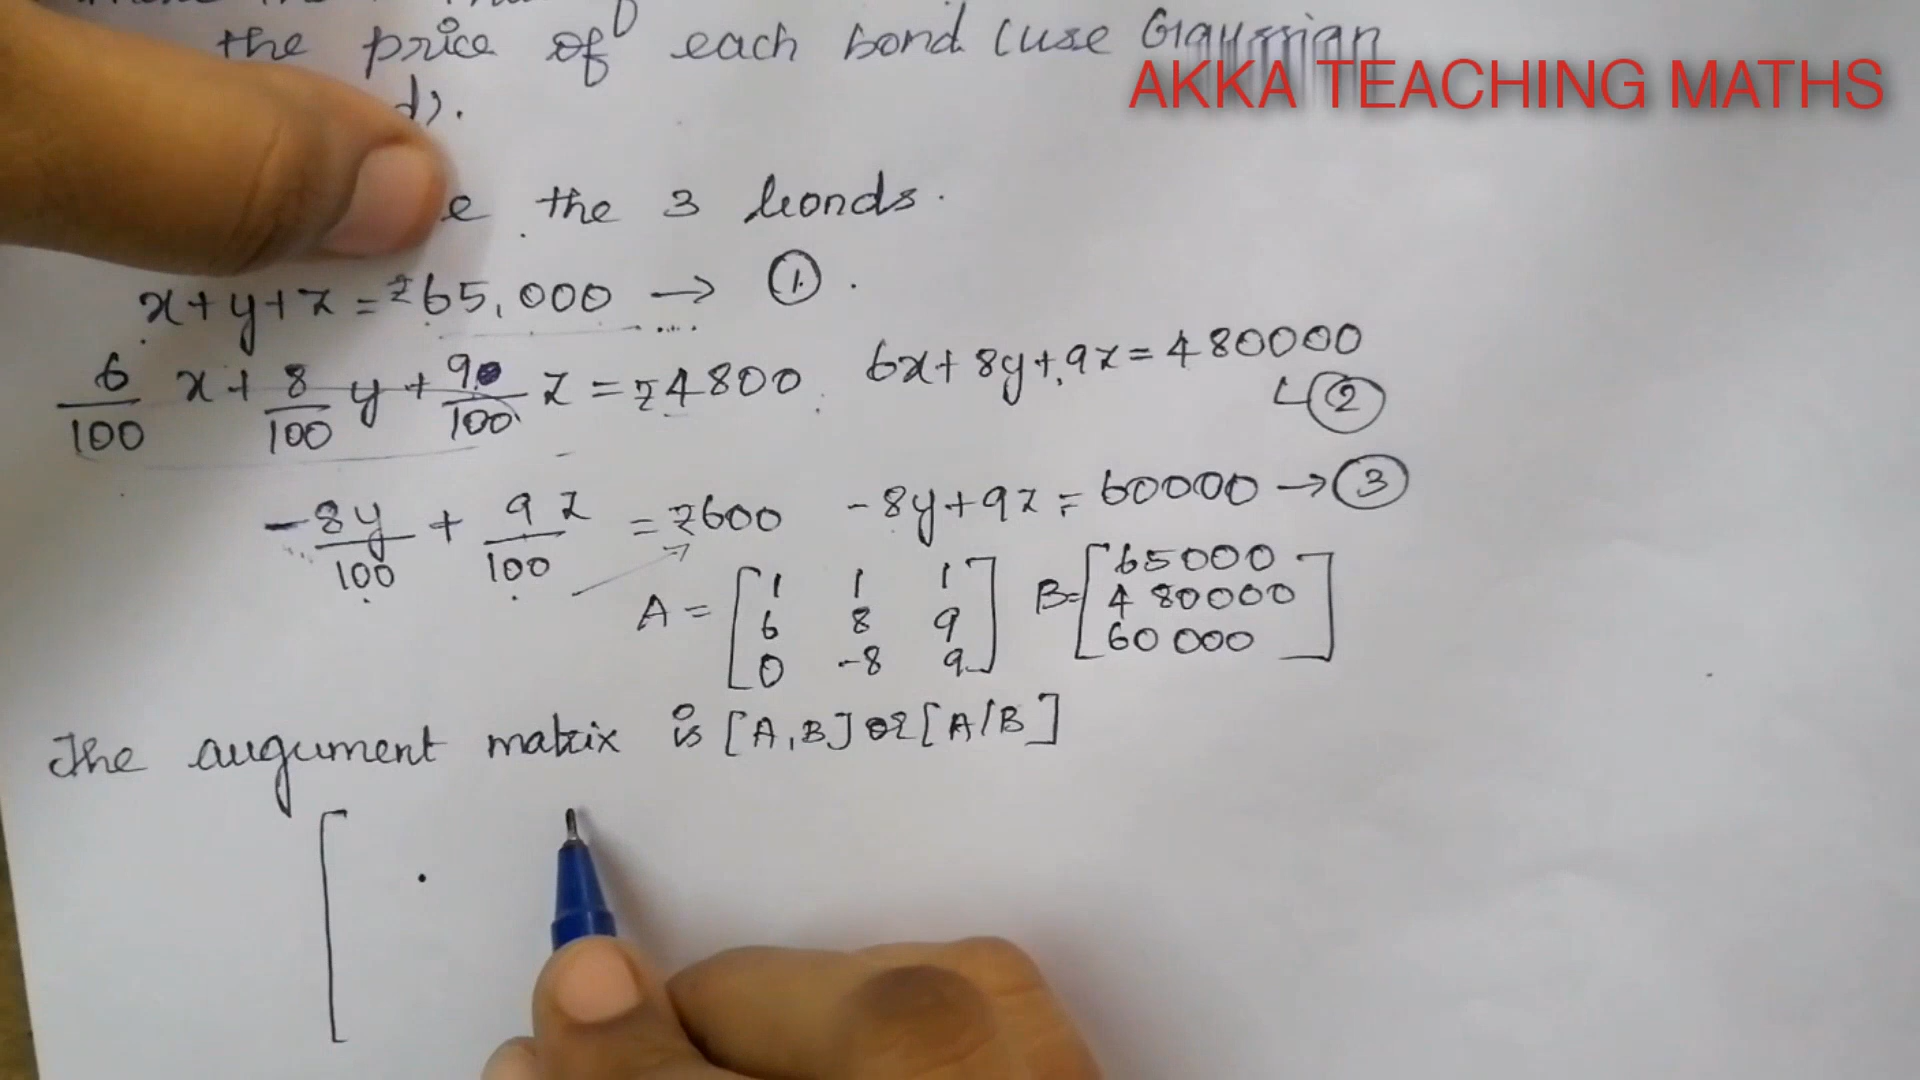 the price of each bond (use Gaussian
AKKA TEACHING MATHS
d).
e the 3 bonds.
x+y+z = ₹65,000 → ①.
6/100 x + 8/100 y + 9/100 z = ₹4800 6x+8y+9z = 480000
↳②
-8y/100 + 9z/100 = ₹600 -8y+9z = 60000 → ③
A = [1 1 1 B = [65000
6 8 9 480000
0 -8 9] 60000]
The augument matrix is [A,B] or [A/B]
[